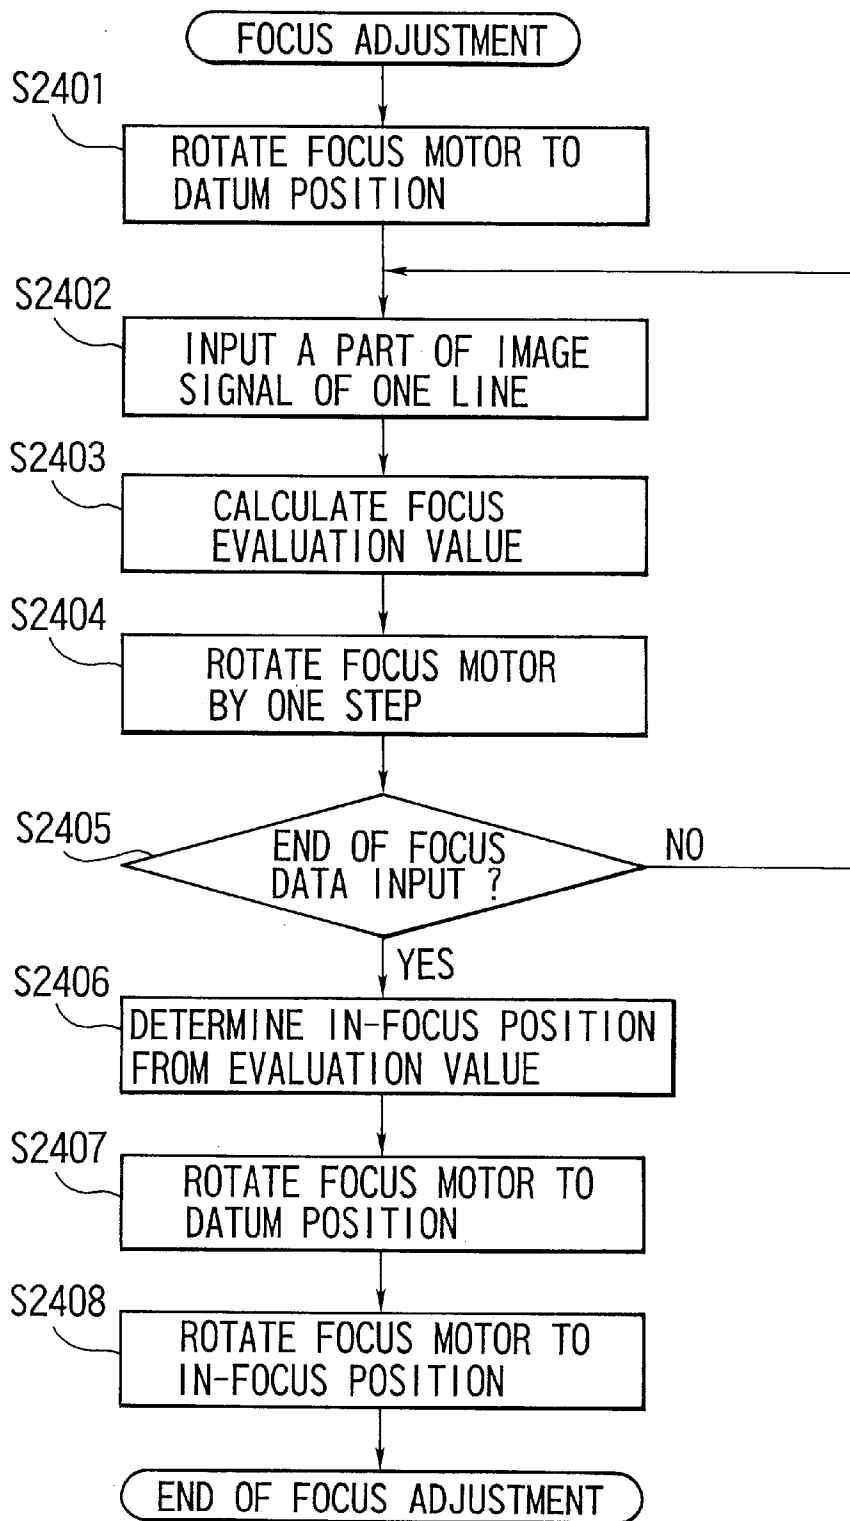 FOCUS ADJUSTMENT
S2401
ROTATE FOCUS MOTOR TO
DATUM POSITION
S2402
INPUT A PART OF IMAGE
SIGNAL OF ONE LINE
S2403
CALCULATE FOCUS
EVALUATION VALUE
S2404
ROTATE FOCUS MOTOR
BY ONE STEP
S2405
END OF FOCUS
DATA INPUT ?
NO
YES
S2406
DETERMINE IN-FOCUS POSITION
FROM EVALUATION VALUE
S2407
ROTATE FOCUS MOTOR TO
DATUM POSITION
S2408
ROTATE FOCUS MOTOR TO
IN-FOCUS POSITION
END OF FOCUS ADJUSTMENT